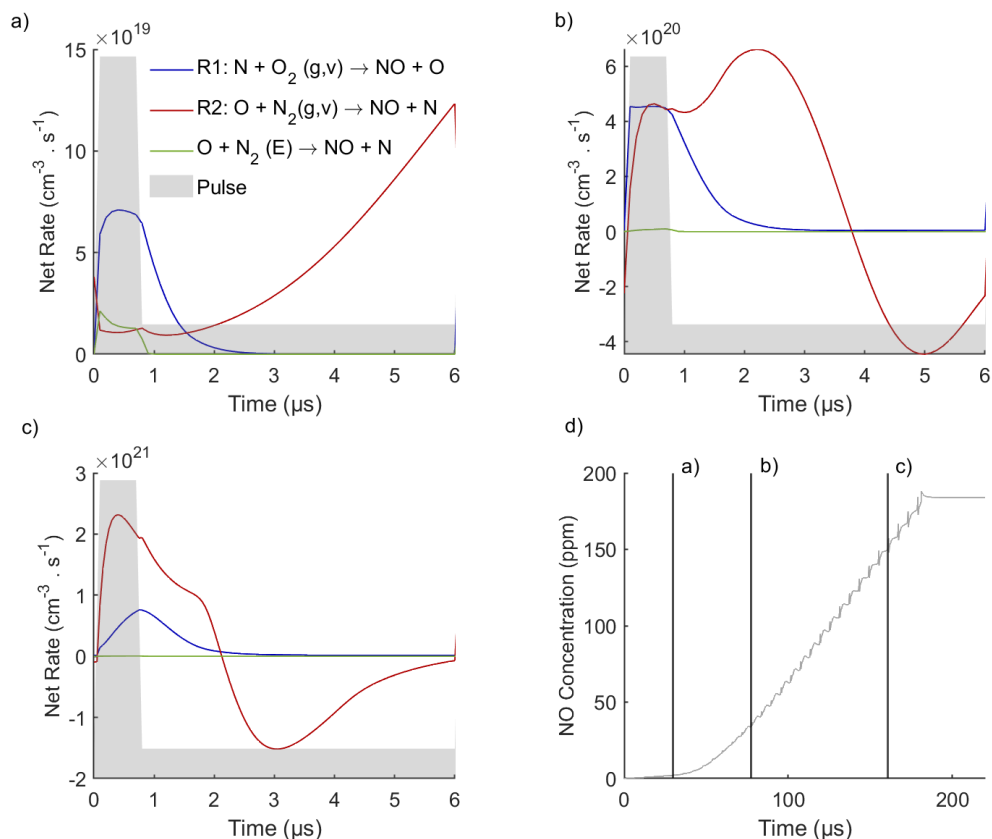 a)
×10^19
15
10
5
0
Net Rate (cm^-3 . s^-1)
R1: N + O_2 (g,v) → NO + O
R2: O + N_2(g,v) → NO + N
O + N_2 (E) → NO + N
Pulse
0 1 2 3 4 5 6
Time (µs)
b)
×10^20
6
4
2
0
-2
-4
Net Rate (cm^-3 . s^-1)
0 1 2 3 4 5 6
Time (µs)
c)
×10^21
3
2
1
0
-1
-2
Net Rate (cm^-3 . s^-1)
0 1 2 3 4 5 6
Time (µs)
d)
200
150
100
50
0
NO Concentration (ppm)
a) b) c)
0 100 200
Time (µs)